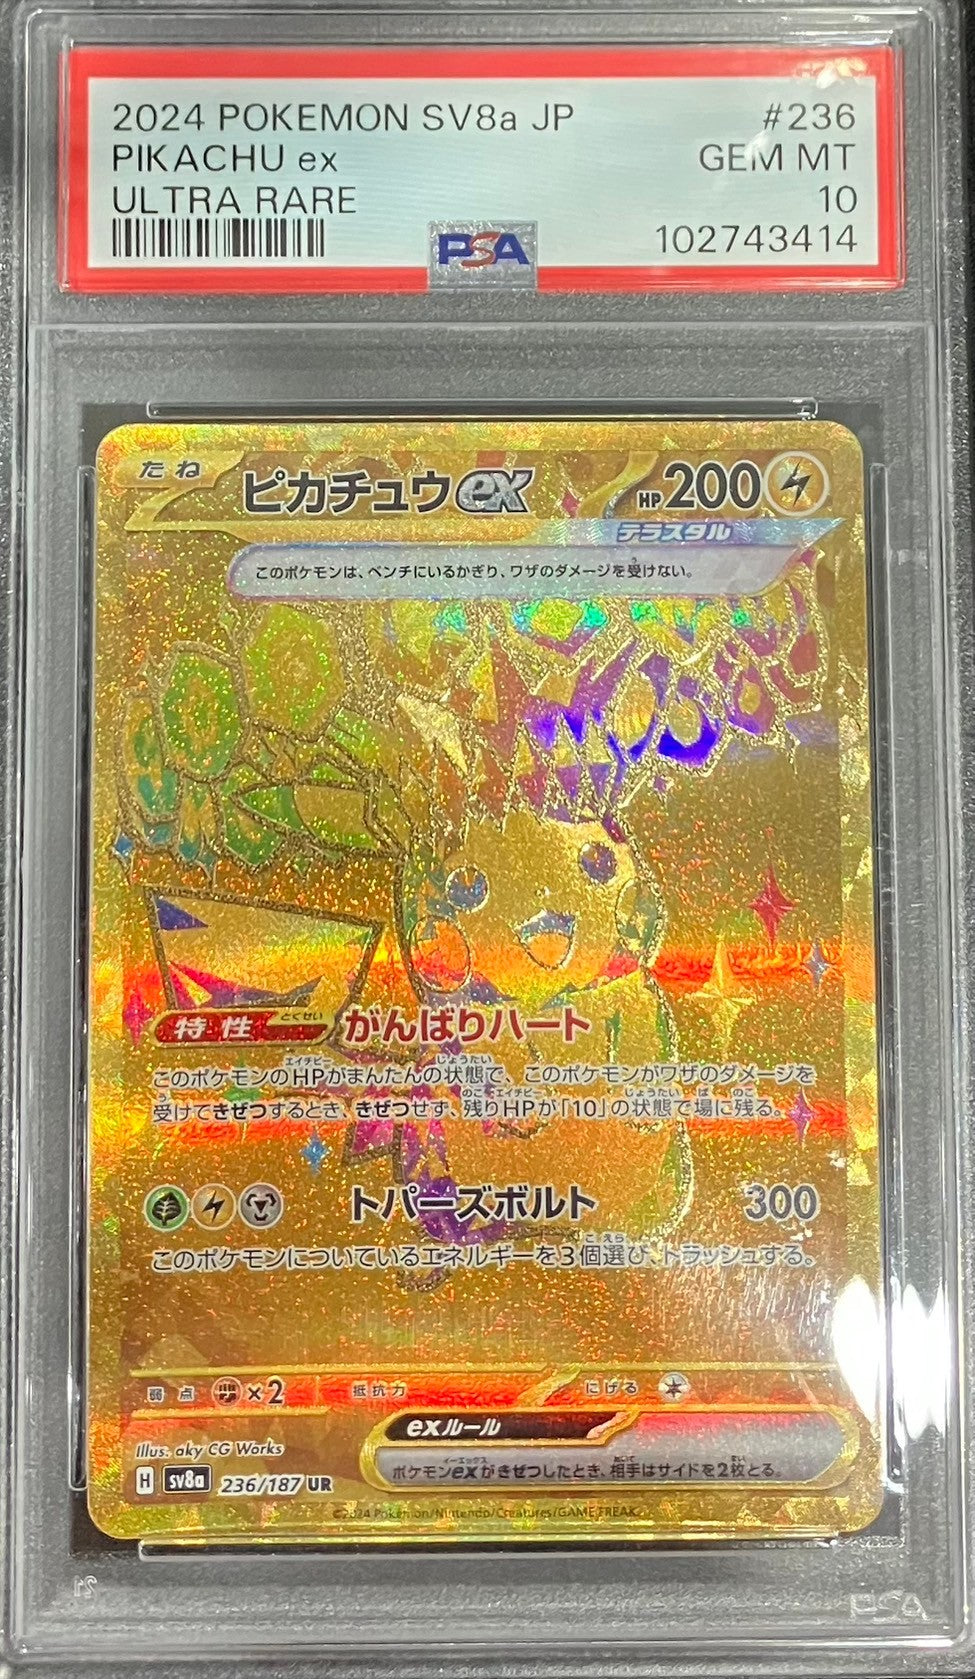 2024 POKEMON SV8a JP #236
PIKACHU ex GEM MT
ULTRA RARE 10
PSA 102743414
たね ピカチュウex HP200
テラスタル
このポケモンは、ベンチにいるかぎり、ワザのダメージを受けない。
特性 とくせい がんばりハート
このポケモンのHPがまんたんの状態で、このポケモンがワザのダメージを
受けてきぜつするとき、きぜつせず、残りHPが「10」の状態で場に残る。
トパーズボルト 300
このポケモンについているエネルギーを3個選び、トラッシュする。
弱点 ×2 抵抗力 にげる
exルール
ポケモンexがきぜつしたとき、相手はサイドを2枚とる。
Illus. aky CG Works
H sv8a 236/187 UR
©2024 Pokémon/Nintendo/Creatures/GAME FREAK.
PSA